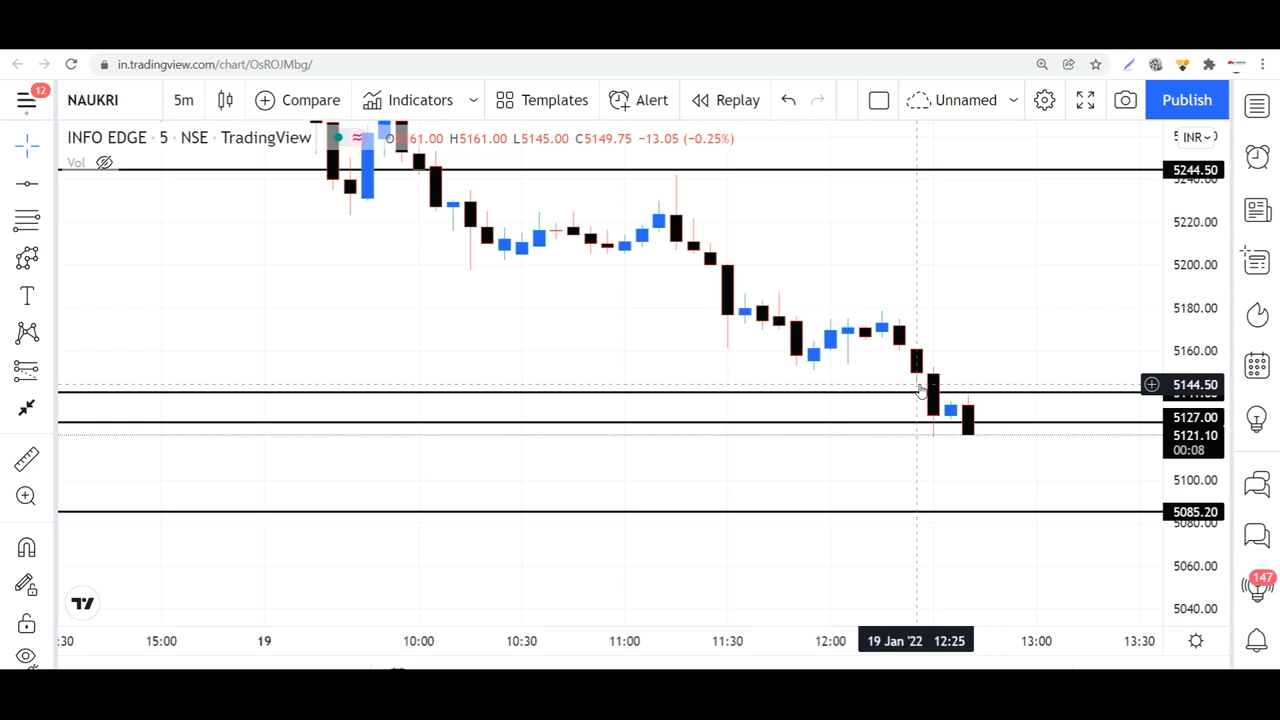 in.tradingview.com/chart/OsROJMbg/
12
NAUKRI 5m Compare Indicators Templates Alert Replay Unnamed Publish
INFO EDGE · 5 · NSE · TradingView H5161.00 L5145.00 C5149.75 −13.05 (−0.25%)
INR
Vol
5244.50
5240.00
5220.00
5200.00
5180.00
5160.00
5144.50
5127.00
5121.10
00:08
5100.00
5085.20
5080.00
5060.00
5040.00
147
:30 15:00 19 10:00 10:30 11:00 11:30 12:00 19 Jan '22 12:25 13:00 13:30